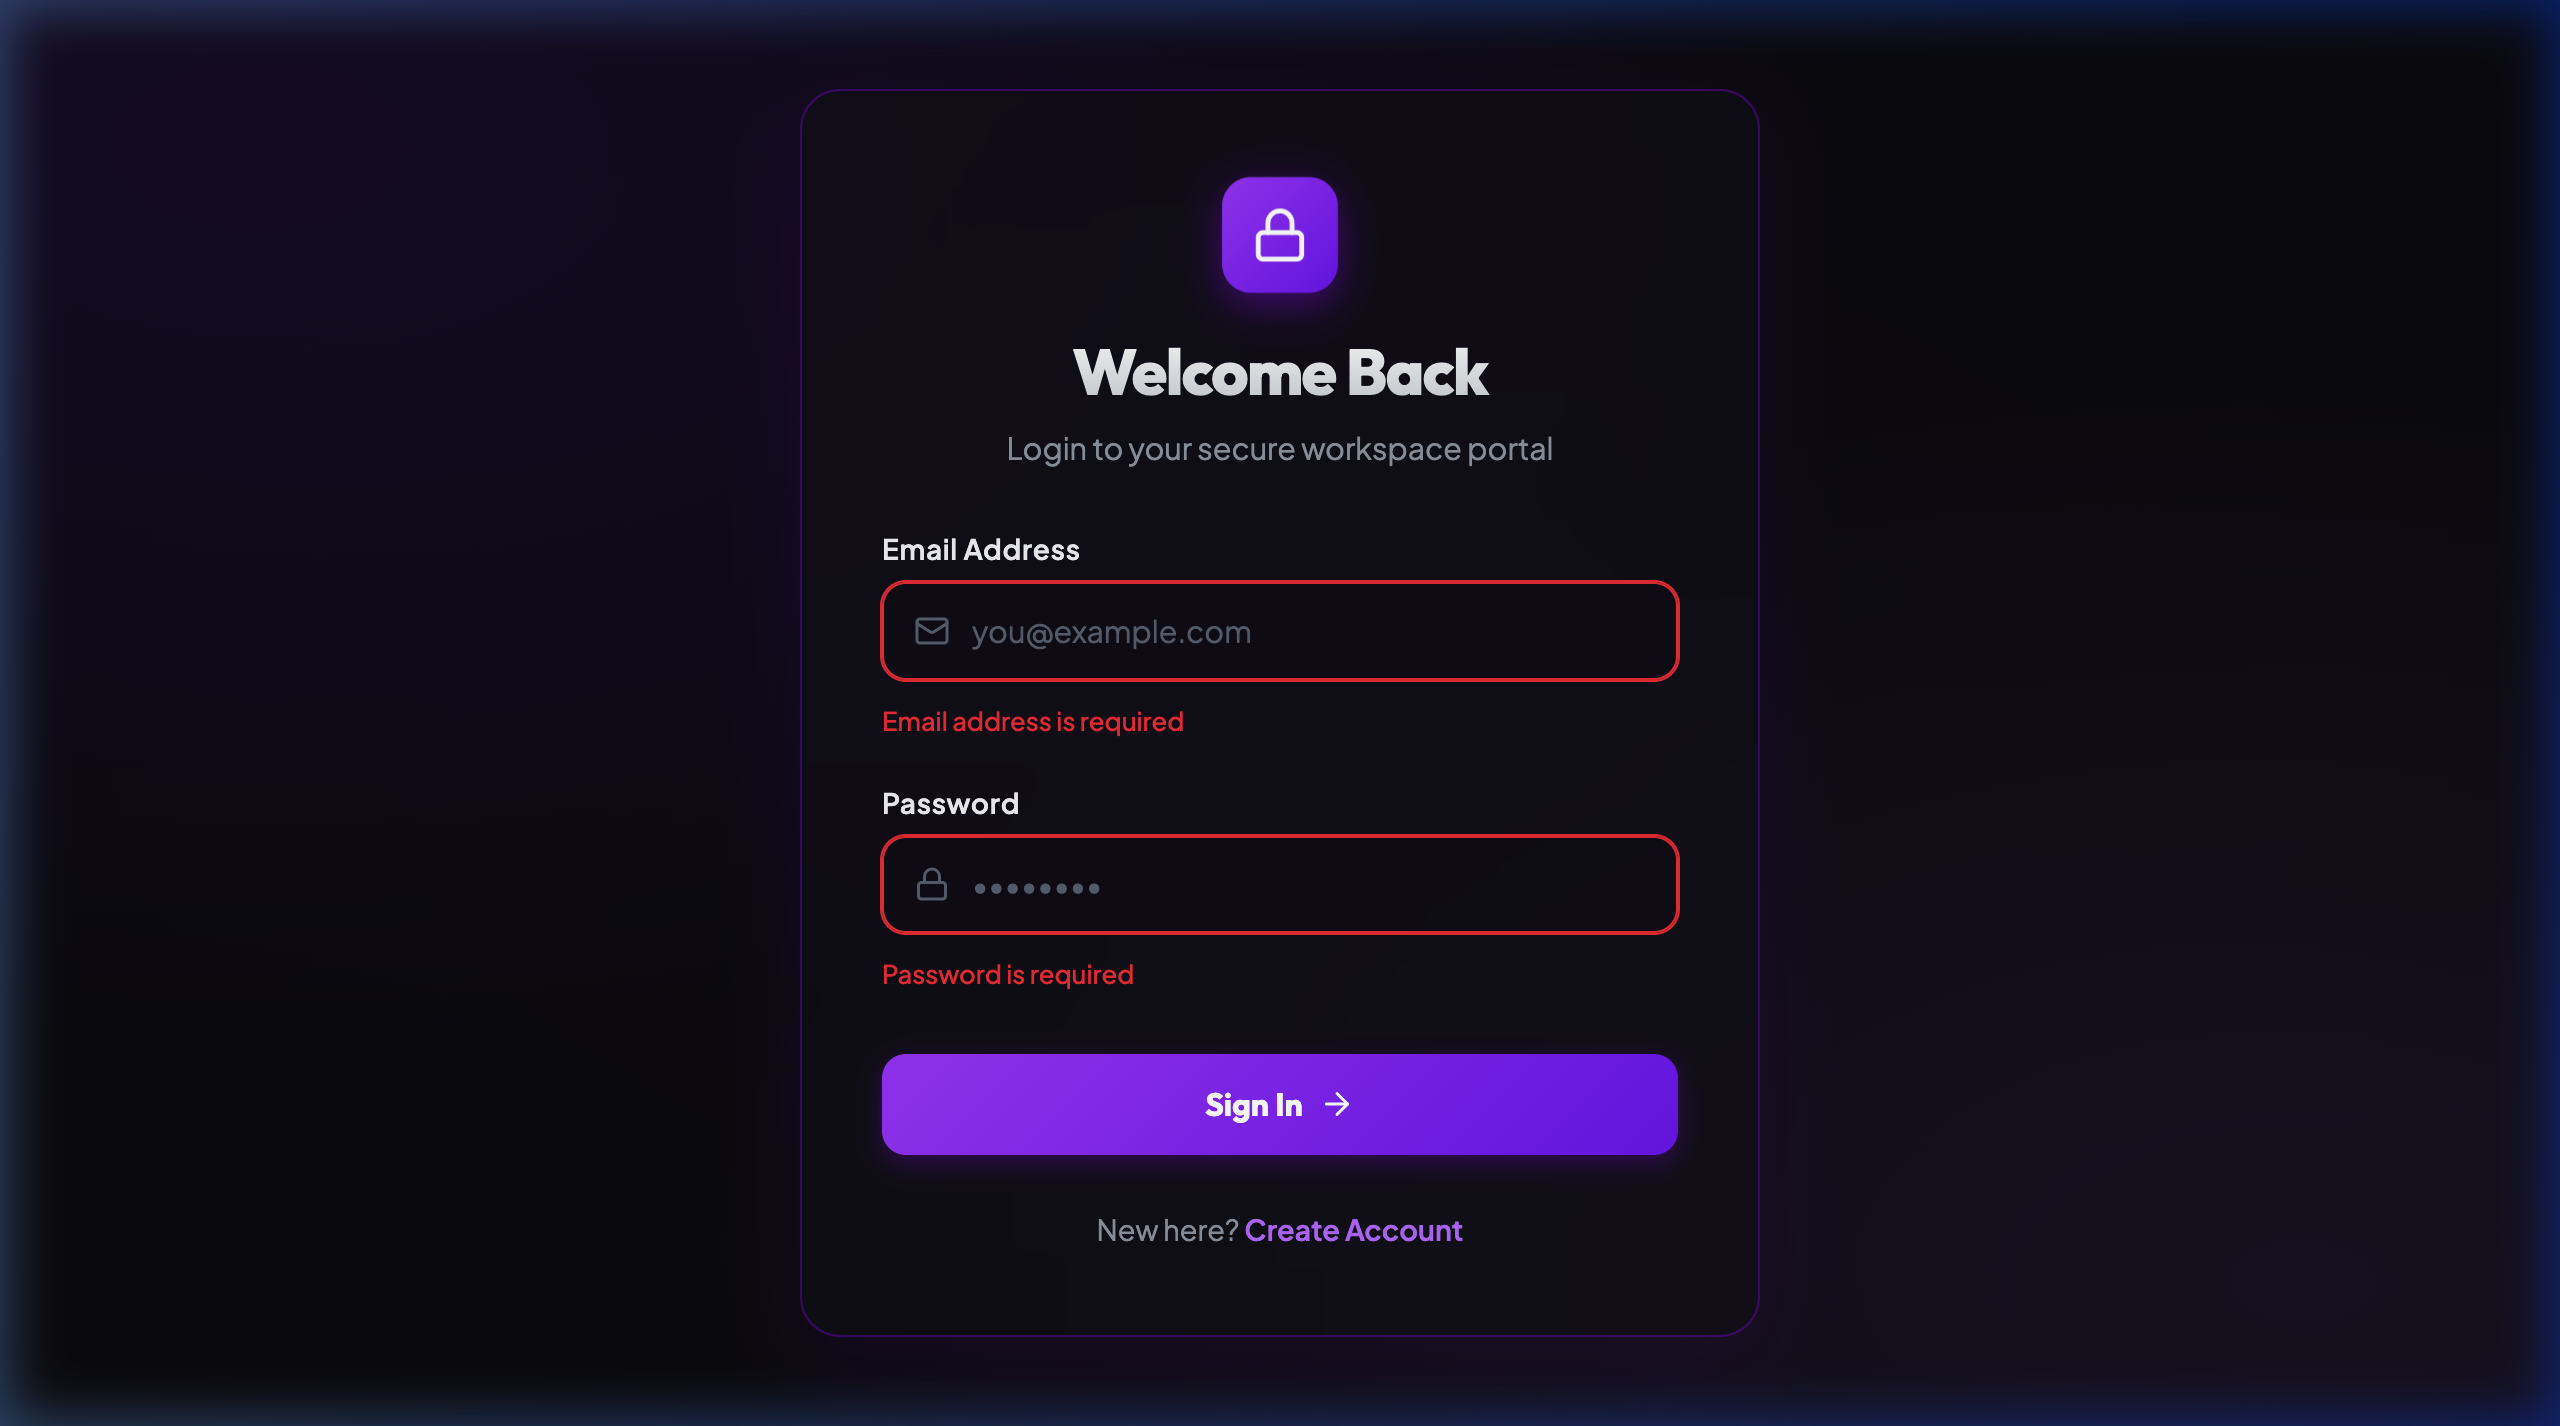 Welcome Back
Login to your secure workspace portal
Email Address
you@example.com
Email address is required
Password
••••••••
Password is required
Sign In →
New here? Create Account